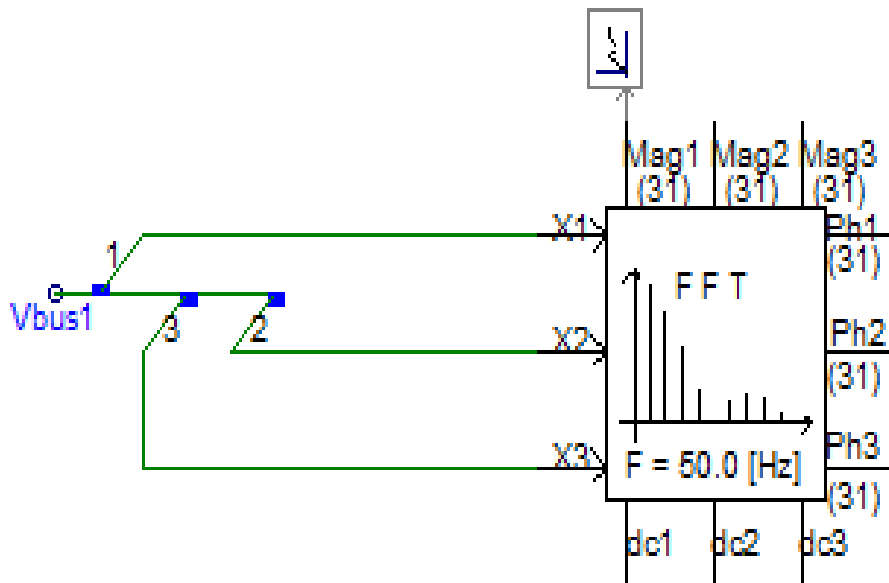 Mag1 Mag2 Mag3
(31) (31) (31)
X1 Ph1
1 (31)
F F T
Vbus1
3 2 X2 Ph2
(31)
X3 F = 50.0 [Hz] Ph3
(31)
dc1 dc2 dc3